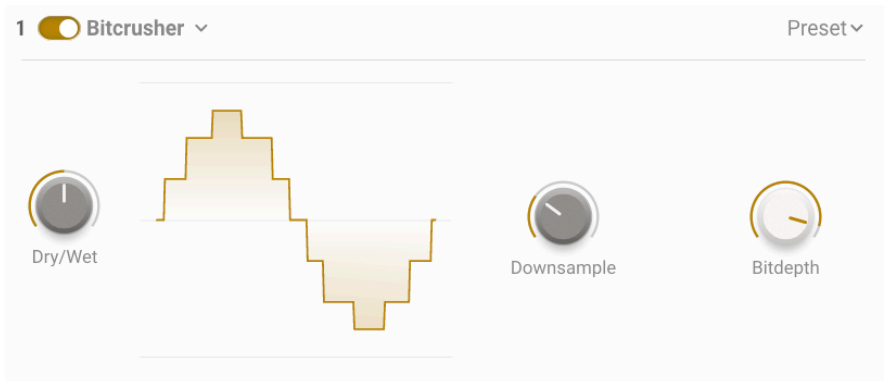 1 Bitcrusher
Preset
Dry/Wet
Downsample
Bitdepth